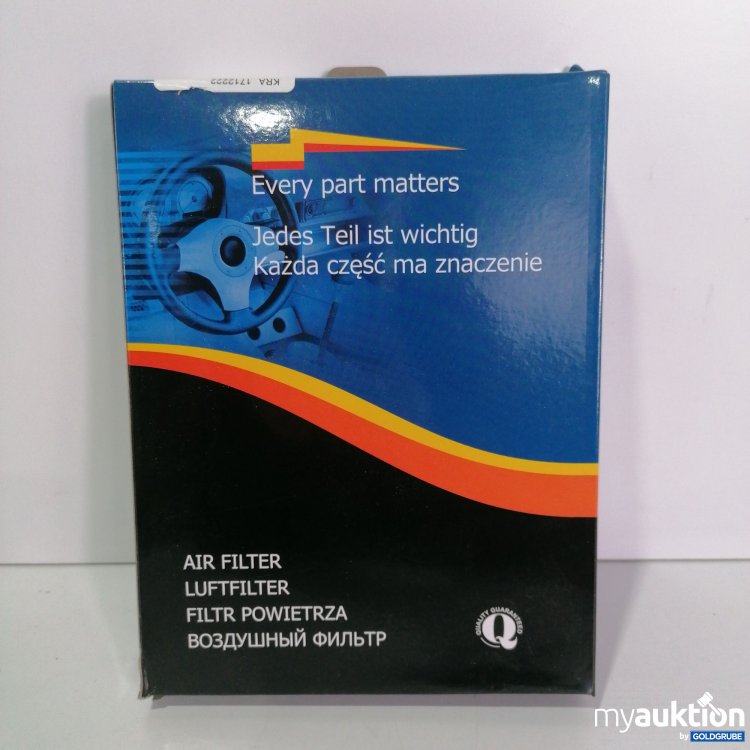 KRA 1712222
Every part matters
Jedes Teil ist wichtig
Każda część ma znaczenie
AIR FILTER
LUFTFILTER
FILTR POWIETRZA
ВОЗДУШНЫЙ ФИЛЬТР
QUALITY GUARANTEED
Q
myauktion
by GOLDGRUBE